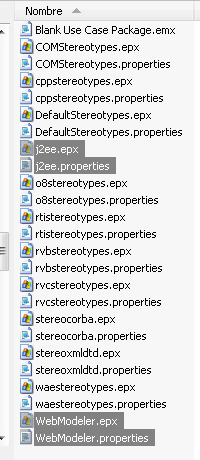 Nombre
Blank Use Case Package.emx
COMStereotypes.epx
COMStereotypes.properties
cppstereotypes.epx
cppstereotypes.properties
DefaultStereotypes.epx
DefaultStereotypes.properties
j2ee.epx
j2ee.properties
o8stereotypes.epx
o8stereotypes.properties
rtistereotypes.epx
rtistereotypes.properties
rvbstereotypes.epx
rvbstereotypes.properties
rvcstereotypes.epx
rvcstereotypes.properties
stereocorba.epx
stereocorba.properties
stereoxmldtd.epx
stereoxmldtd.properties
waestereotypes.epx
waestereotypes.properties
WebModeler.epx
WebModeler.properties